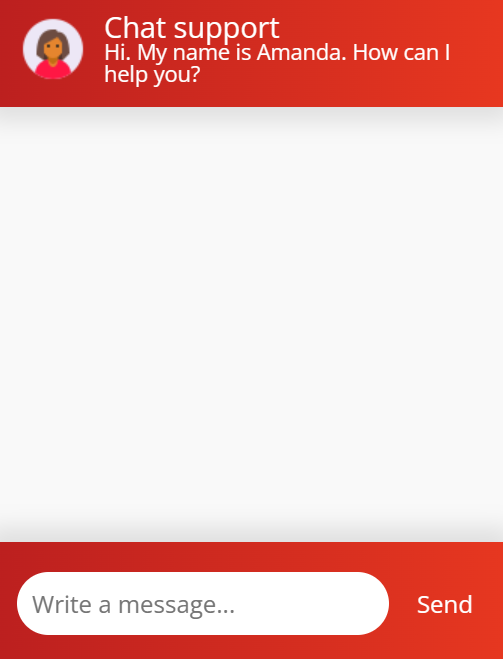 Chat support
Hi. My name is Amanda. How can I
help you?
Write a message...
Send